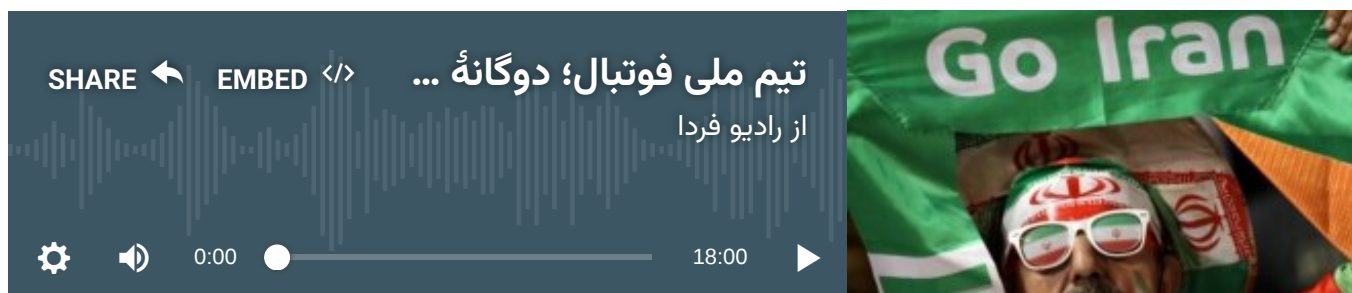 تیم ملی فوتبال؛ دوگانهٔ ...
از رادیو فردا
EMBED </>
SHARE
0:00
18:00
Go Iran